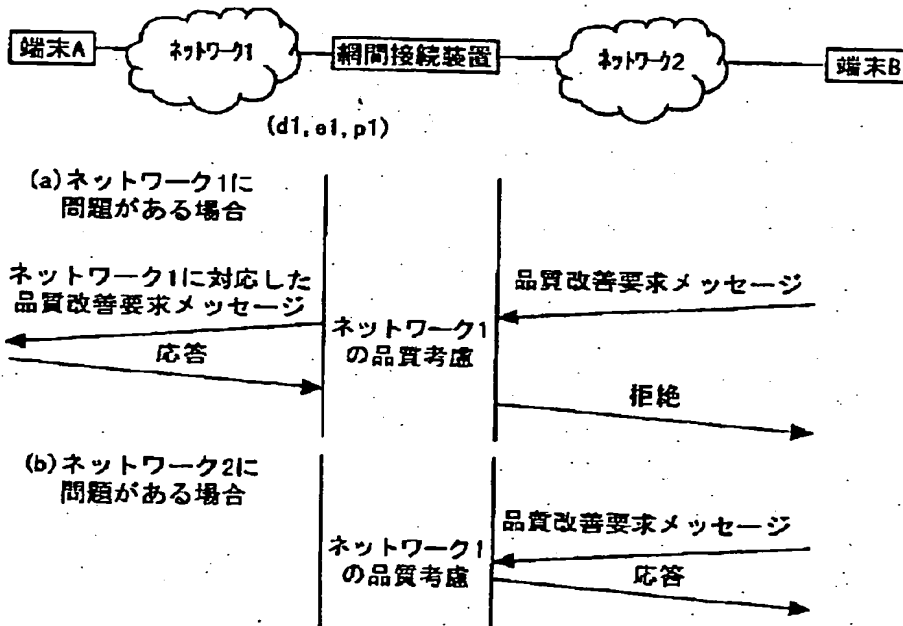 端末A
ネットワーク1
網間接続装置
ネットワーク2
端末B
(d1,e1,p1)
(a)ネットワーク1に
問題がある場合
ネットワーク1に対応した
品質改善要求メッセージ
応答
ネットワーク1
の品質考慮
品質改善要求メッセージ
拒絶
(b)ネットワーク2に
問題がある場合
ネットワーク1
の品質考慮
品質改善要求メッセージ
応答